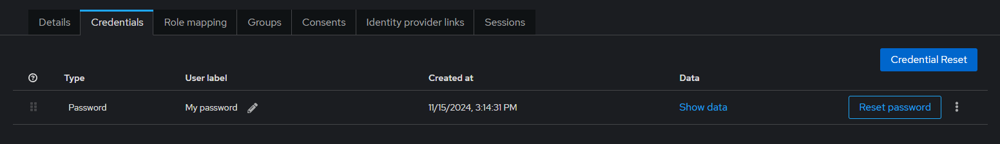 Details Credentials Role mapping Groups Consents Identity provider links Sessions
Credential Reset
Type User label Created at Data
Password My password 11/15/2024, 3:14:31 PM Show data Reset password